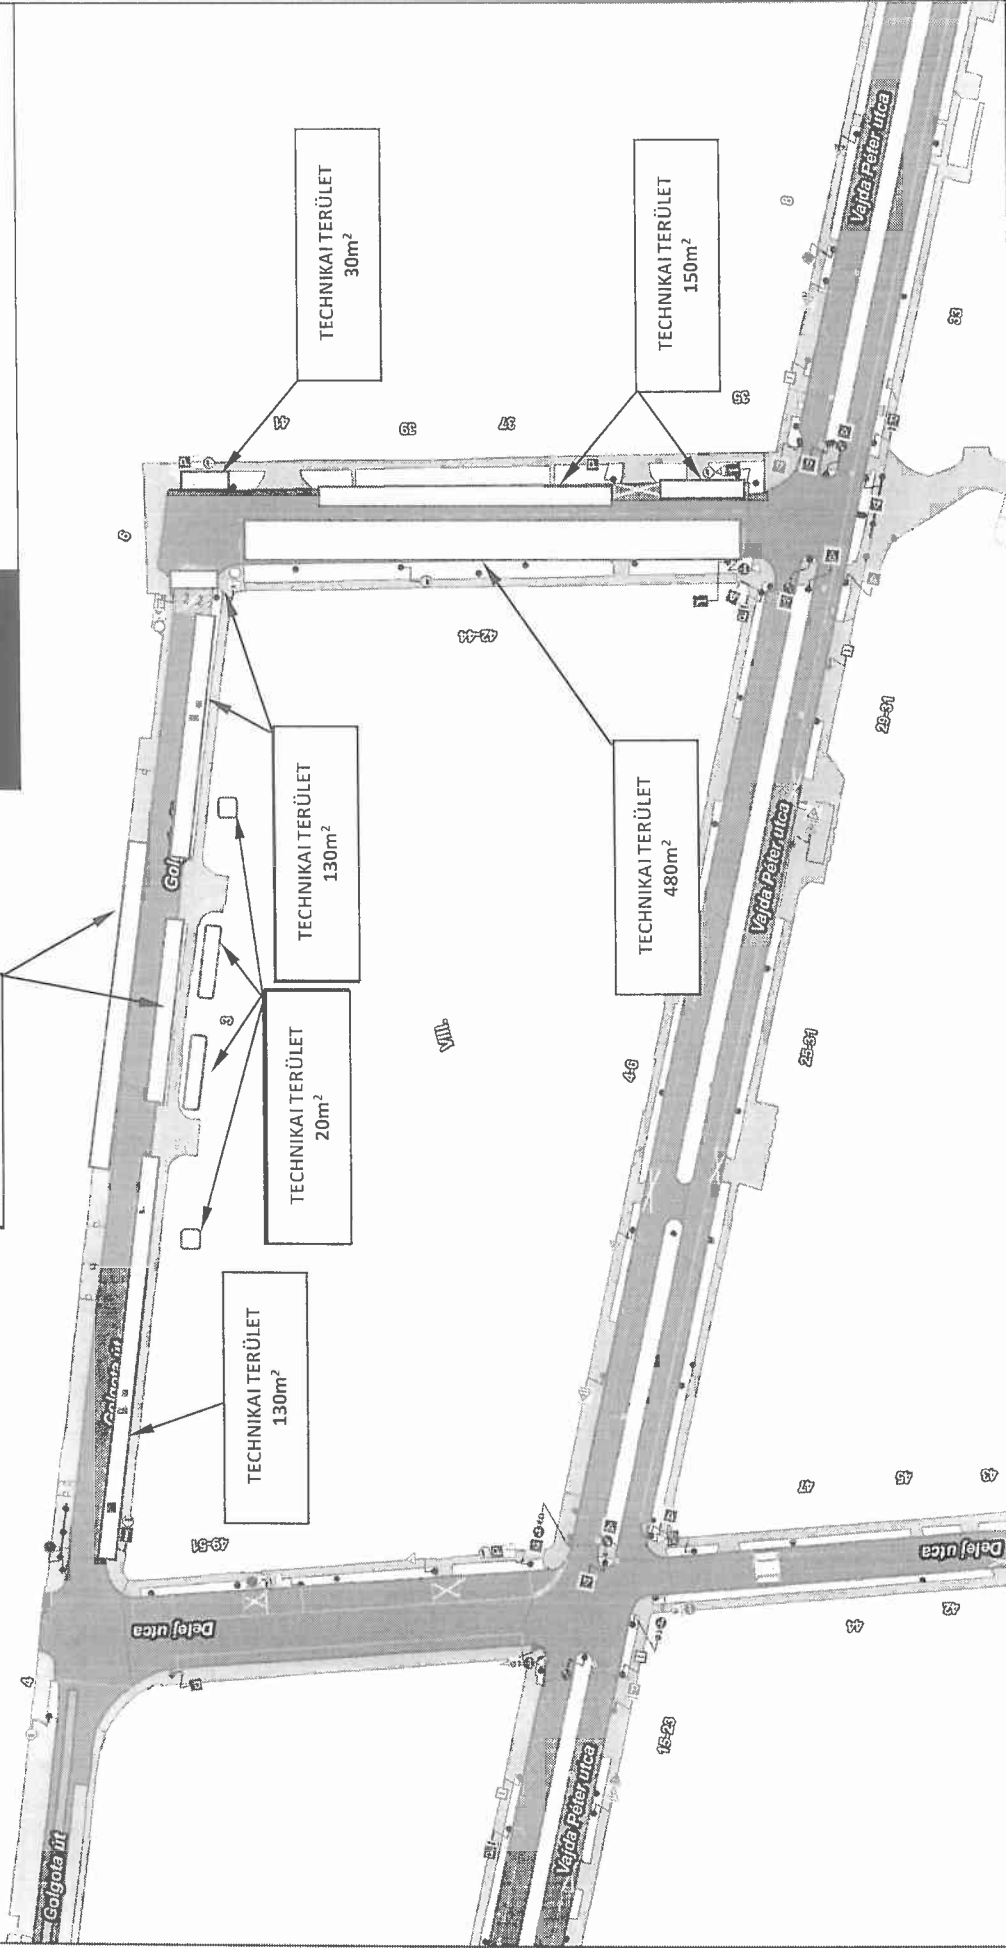 TECHNIKAI TERÜLET
30m²
TECHNIKAI TERÜLET
150m²
TECHNIKAI TERÜLET
130m²
TECHNIKAI TERÜLET
480m²
TECHNIKAI TERÜLET
20m²
TECHNIKAI TERÜLET
130m²
Vajda Péter utca
Vajda Péter utca
Vajda Péter utca
Golgota út
Golgota út
Gol
Delej utca
Delej utca
VIII.
41
39
37
35
33
8
6
42-44
29-31
25-31
4-6
3
49-51
4
15-23
47
45
43
44
42